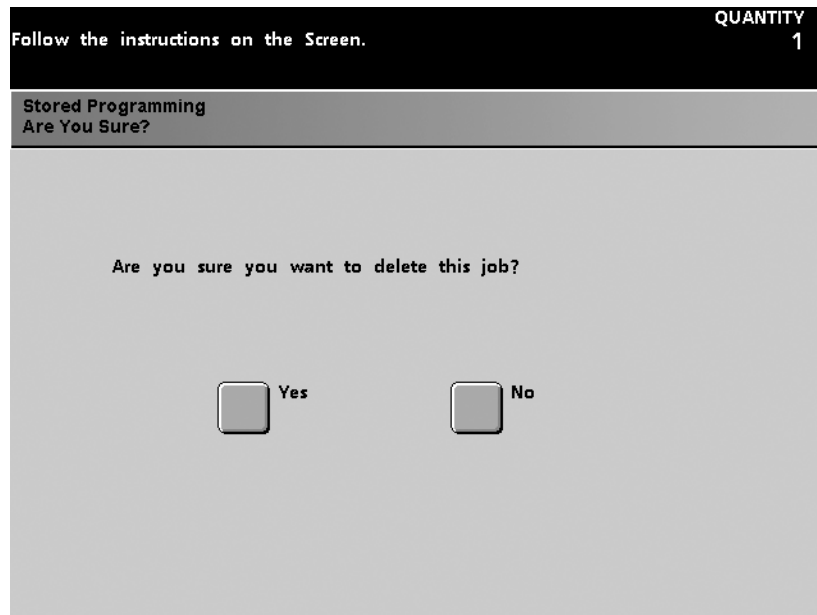 QUANTITY
Follow the instructions on the Screen.
1
Stored Programming
Are You Sure?
Are you sure you want to delete this job?
Yes
No